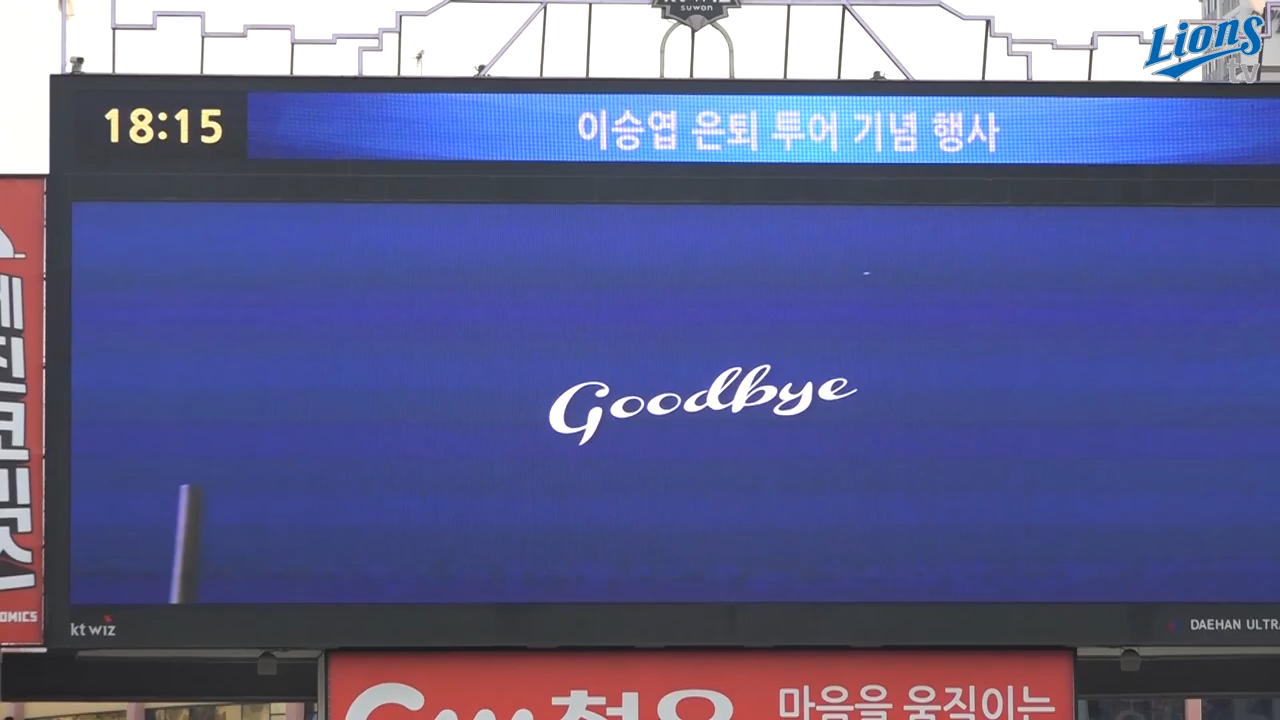 suwon
Lions
tv
18:15
이승엽 은퇴 투어 기념 행사
Goodbye
kt wiz
DAEHAN ULTRA
OMICS
마음을 움직이는